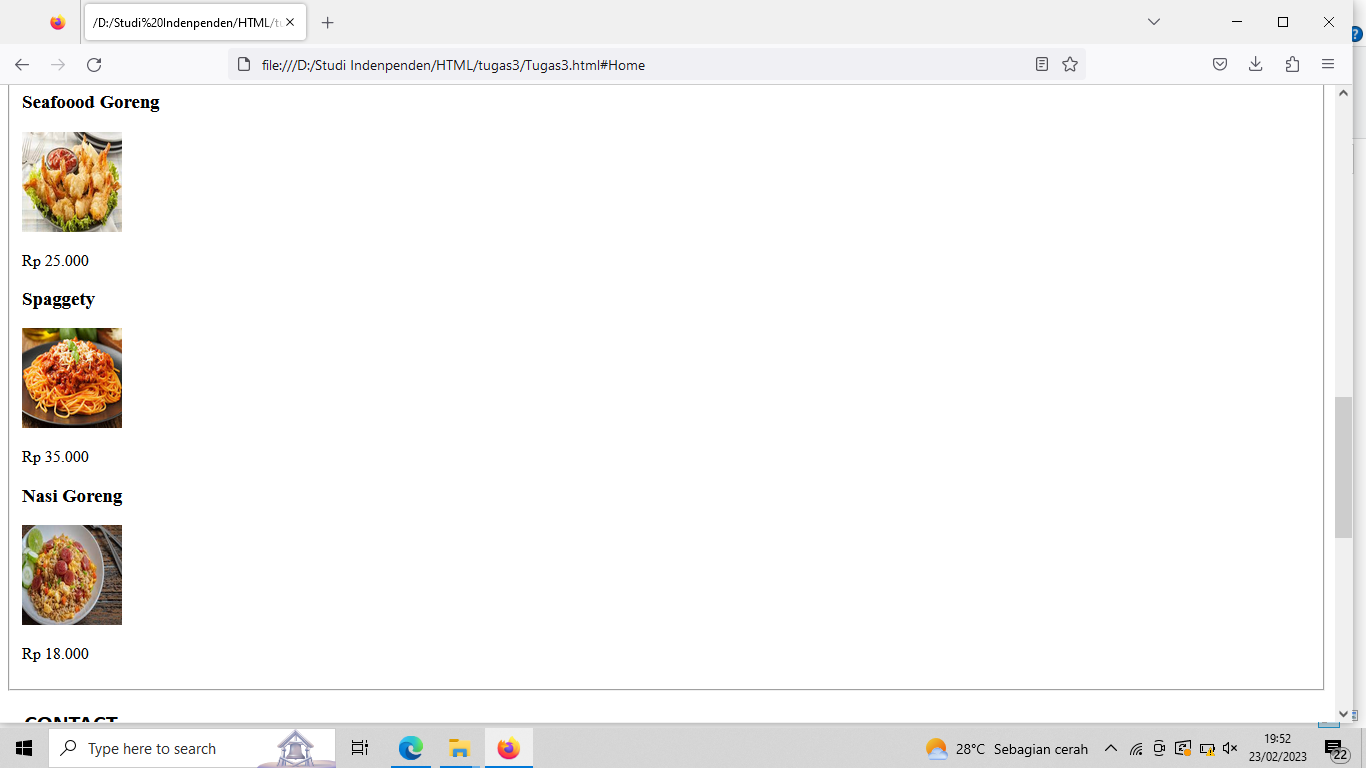 /D:/Studi%20Indenpenden/HTML/tu
file:///D:/Studi Indenpenden/HTML/tugas3/Tugas3.html#Home
Seafoood Goreng
Rp 25.000
Spaggety
Rp 35.000
Nasi Goreng
Rp 18.000
CONTACT
Type here to search
28°C Sebagian cerah
19:52
23/02/2023
22